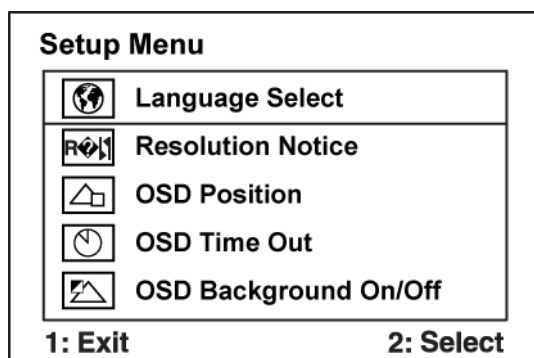 Setup Menu
Language Select
Resolution Notice
OSD Position
OSD Time Out
OSD Background On/Off
1: Exit 2: Select